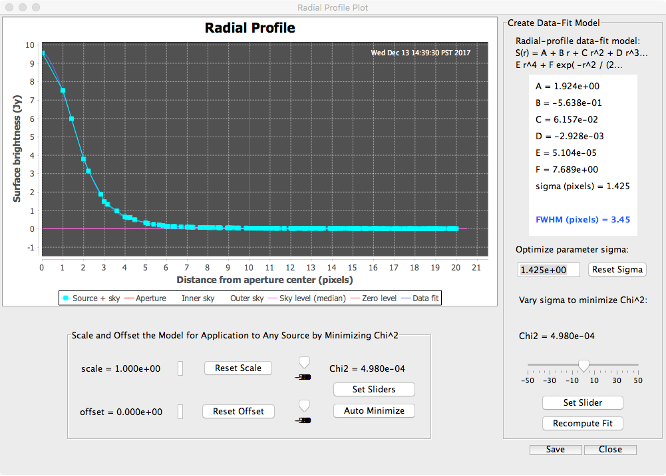 Radial Profile Plot
Radial Profile
Wed Dec 13 14:39:30 PST 2017
Surface brightness (Jy)
10
9
8
7
6
5
4
3
2
1
0
-1
0 1 2 3 4 5 6 7 8 9 10 11 12 13 14 15 16 17 18 19 20 21
Distance from aperture center (pixels)
Source + sky Aperture Inner sky Outer sky Sky level (median) Zero level Data fit
Scale and Offset the Model for Application to Any Source by Minimizing Chi^2
scale = 1.000e+00 Reset Scale Chi2 = 4.980e-04
Set Sliders
offset = 0.000e+00 Reset Offset Auto Minimize
Create Data-Fit Model
Radial-profile data-fit model:
S(r) = A + B r + C r^2 + D r^3...
E r^4 + F exp( -r^2 / (2...
A = 1.924e+00
B = -5.638e-01
C = 6.157e-02
D = -2.928e-03
E = 5.104e-05
F = 7.689e+00
sigma (pixels) = 1.425
FWHM (pixels) = 3.45
Optimize parameter sigma:
1.425e+00 Reset Sigma
Vary sigma to minimize Chi^2:
Chi2 = 4.980e-04
-50 -30 -10 10 30 50
Set Slider
Recompute Fit
Save Close